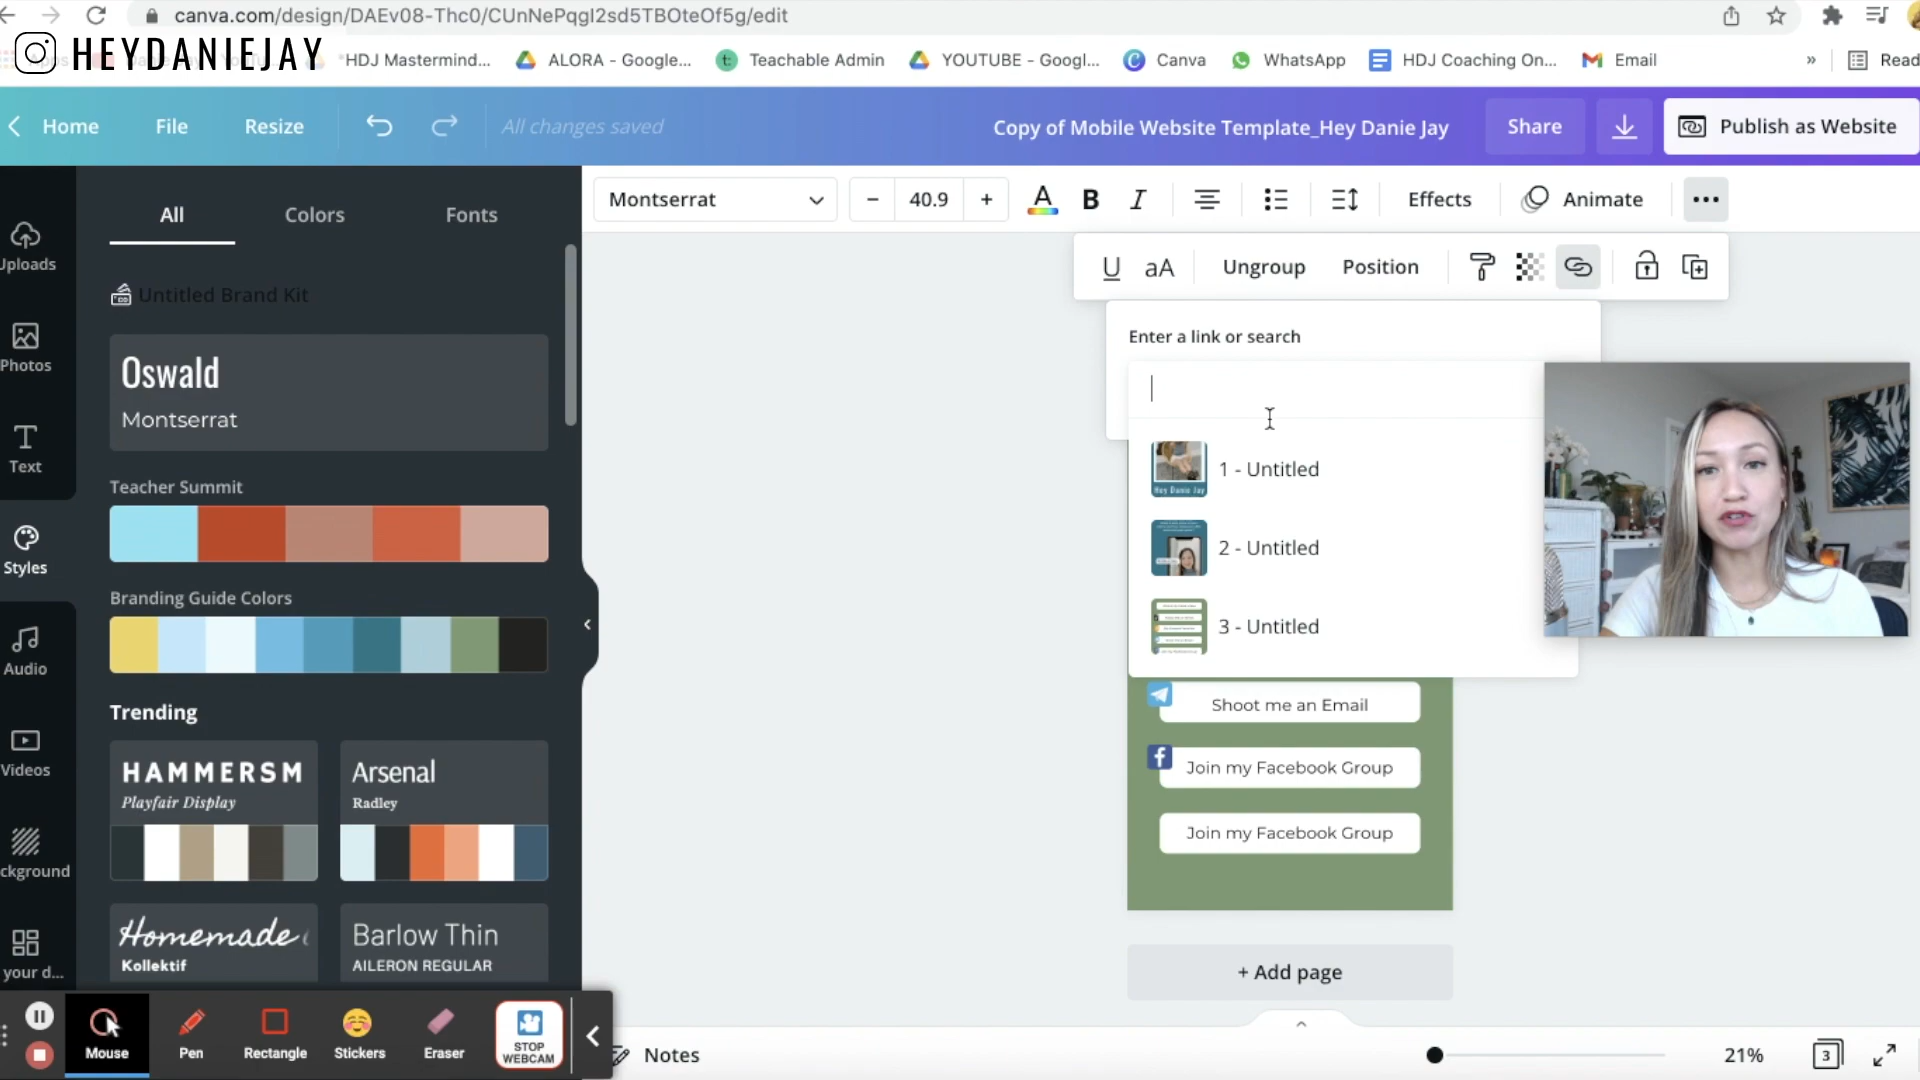 canva.com/design/DAEv08-Thc0/CUnNePqgI2sd5TBOteOf5g/edit
HEYDANIEJAY
*HDJ Mastermind...
ALORA - Google...
Teachable Admin
YOUTUBE - Googl...
Canva
WhatsApp
HDJ Coaching On...
Email
»
Read
Home
File
Resize
All changes saved
Copy of Mobile Website Template_Hey Danie Jay
Share
Publish as Website
All
Colors
Fonts
Montserrat
40.9
A
B
I
Effects
Animate
U
aA
Ungroup
Position
Uploads
Photos
Text
Styles
Audio
Videos
ckground
your d...
Untitled Brand Kit
Oswald
Montserrat
Teacher Summit
Branding Guide Colors
Trending
HAMMERSM
Playfair Display
Arsenal
Radley
Homemade
Kollektif
Barlow Thin
AILERON REGULAR
Enter a link or search
Hey Danie Jay
1 - Untitled
2 - Untitled
3 - Untitled
Shoot me an Email
Join my Facebook Group
Join my Facebook Group
+ Add page
Mouse
Pen
Rectangle
Stickers
Eraser
STOP
WEBCAM
Notes
21%
3